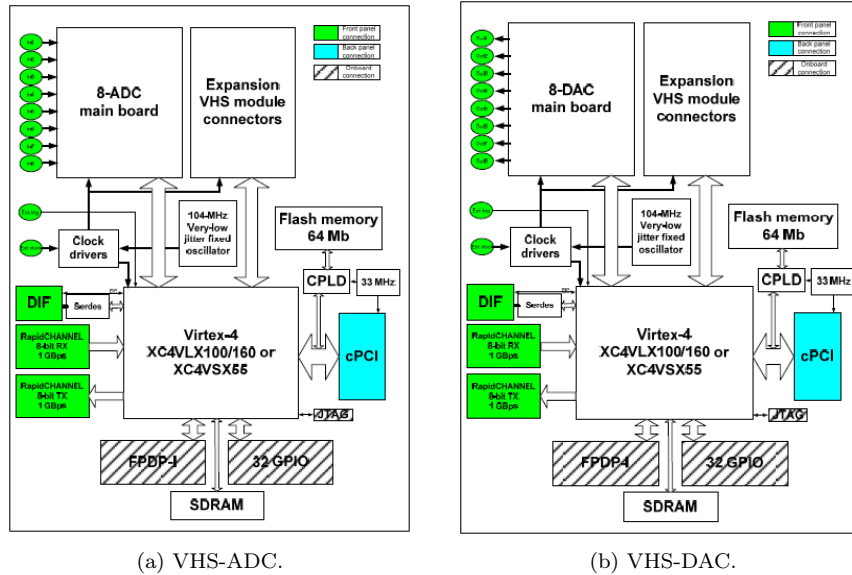 Front panel
connection
Back panel
connection
Onboard
connection
8-ADC
main board
Expansion
VHS module
connectors
104-MHz
Very-low
jitter fixed
oscillator
Clock
drivers
Flash memory
64 Mb
CPLD
33 MHz
DIF
Serdes
RapidCHANNEL
8-bit RX
1 GBps
RapidCHANNEL
8-bit TX
1 GBps
Virtex-4
XC4VLX100/160 or
XC4VSX55
cPCI
JTAG
FPDP-I
32 GPIO
SDRAM
(a) VHS-ADC.
Front panel
connection
Back panel
connection
Onboard
connection
8-DAC
main board
Expansion
VHS module
connectors
104-MHz
Very-low
jitter fixed
oscillator
Clock
drivers
Flash memory
64 Mb
CPLD
33 MHz
DIF
Serdes
RapidCHANNEL
8-bit RX
1 GBps
RapidCHANNEL
8-bit TX
1 GBps
Virtex-4
XC4VLX100/160 or
XC4VSX55
cPCI
JTAG
FPDP-I
32 GPIO
SDRAM
(b) VHS-DAC.